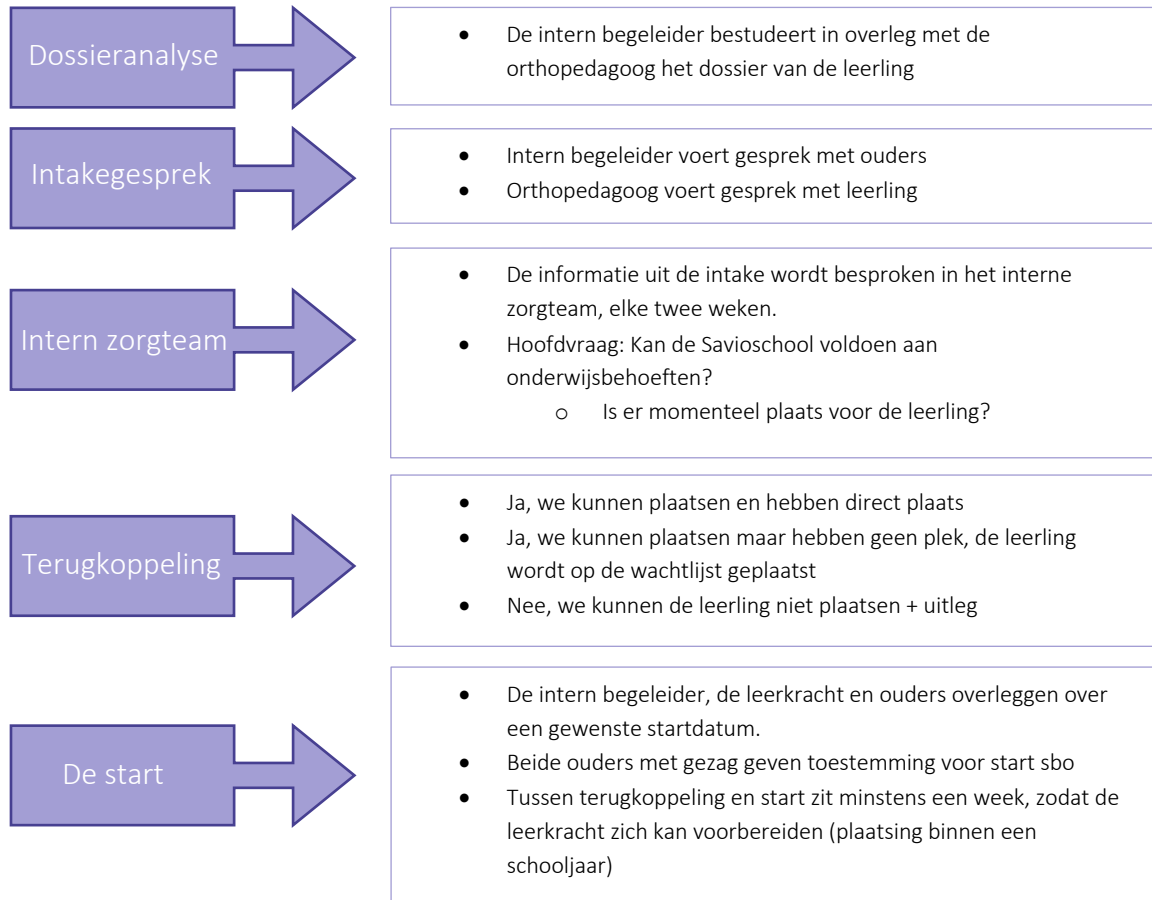 Dossieranalyse
• De intern begeleider bestudeert in overleg met de
orthopedagoog het dossier van de leerling
Intakegesprek
• Intern begeleider voert gesprek met ouders
• Orthopedagoog voert gesprek met leerling
Intern zorgteam
• De informatie uit de intake wordt besproken in het interne
zorgteam, elke twee weken.
• Hoofdvraag: Kan de Savioschool voldoen aan
onderwijsbehoeften?
o Is er momenteel plaats voor de leerling?
Terugkoppeling
• Ja, we kunnen plaatsen en hebben direct plaats
• Ja, we kunnen plaatsen maar hebben geen plek, de leerling
wordt op de wachtlijst geplaatst
• Nee, we kunnen de leerling niet plaatsen + uitleg
De start
• De intern begeleider, de leerkracht en ouders overleggen over
een gewenste startdatum.
• Beide ouders met gezag geven toestemming voor start sbo
• Tussen terugkoppeling en start zit minstens een week, zodat de
leerkracht zich kan voorbereiden (plaatsing binnen een
schooljaar)